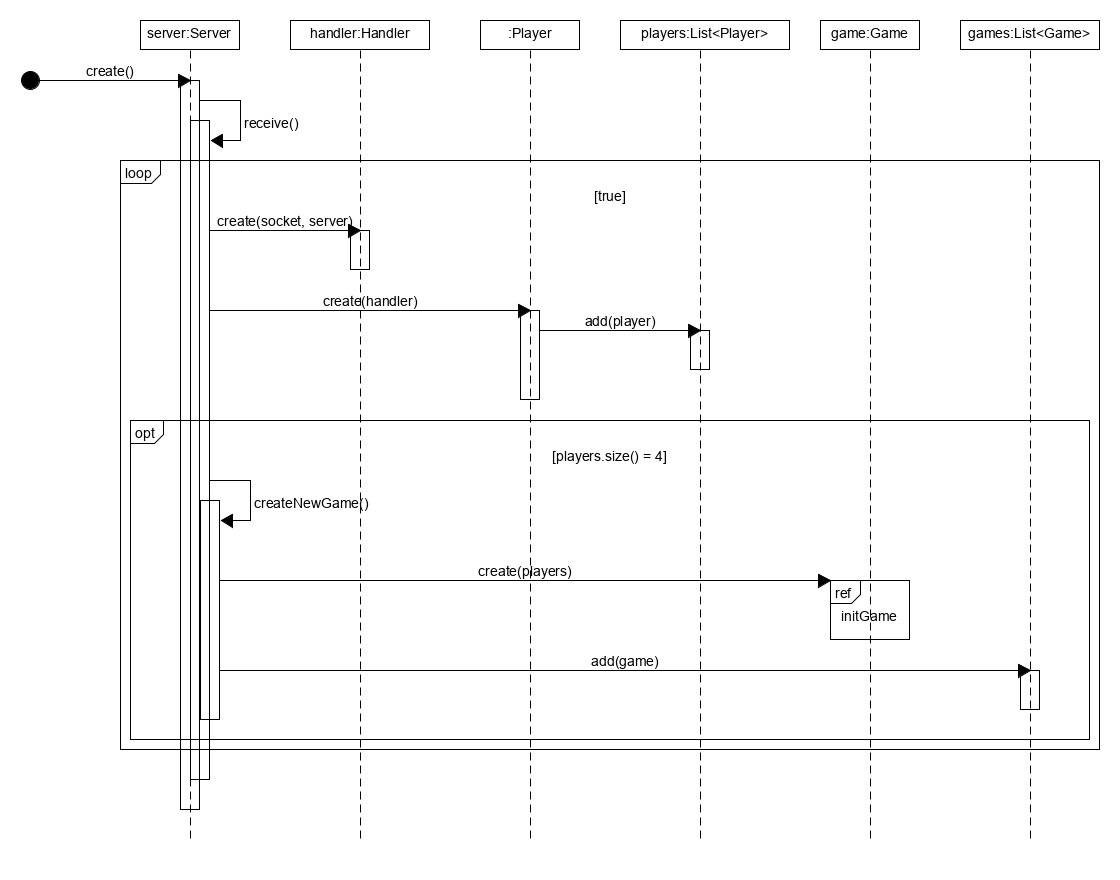 server:Server
handler:Handler
:Player
players:List<Player>
game:Game
games:List<Game>
create()
receive()
loop
[true]
create(socket, server)
create(handler)
add(player)
opt
[players.size() = 4]
createNewGame()
create(players)
ref
initGame
add(game)